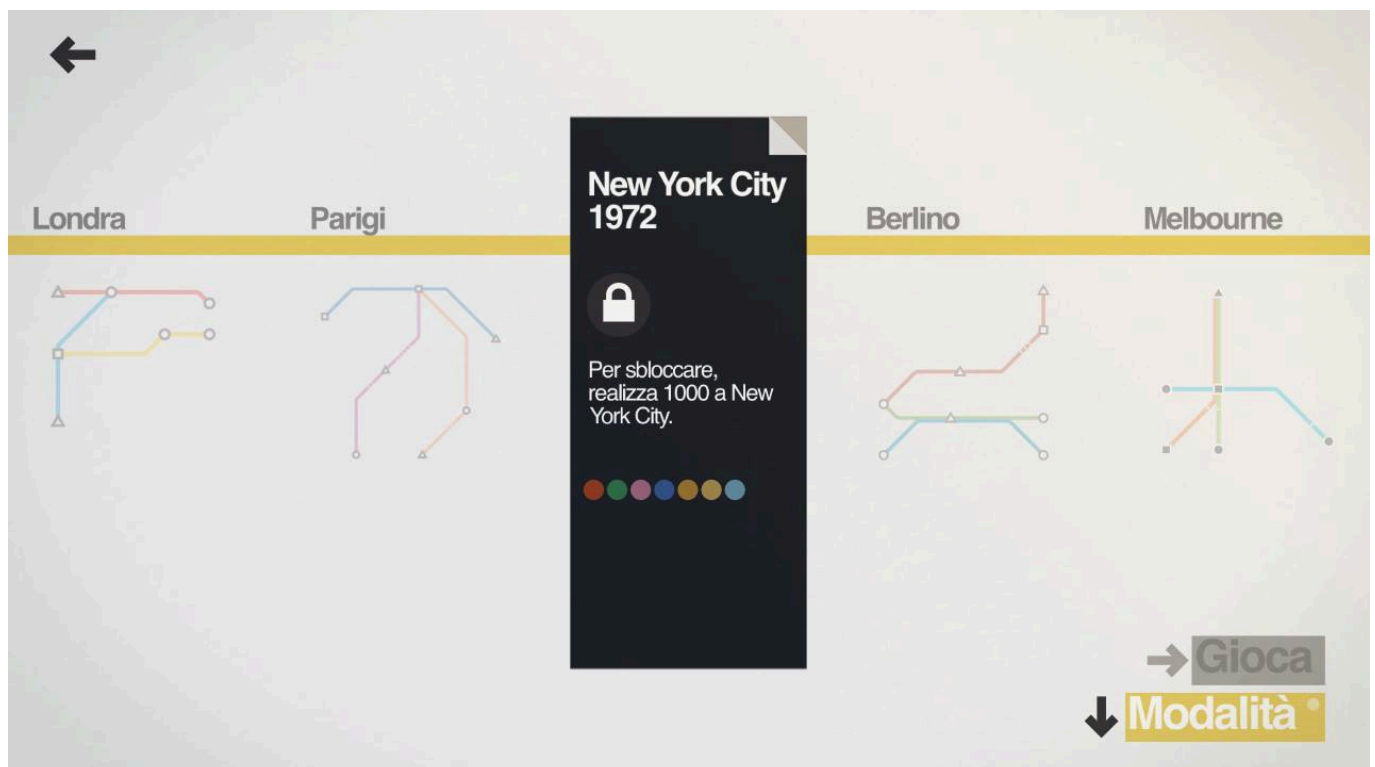 Londra
Parigi
New York City
1972
Berlino
Melbourne
Per sbloccare,
realizza 1000 a New
York City.
Gioca
Modalità